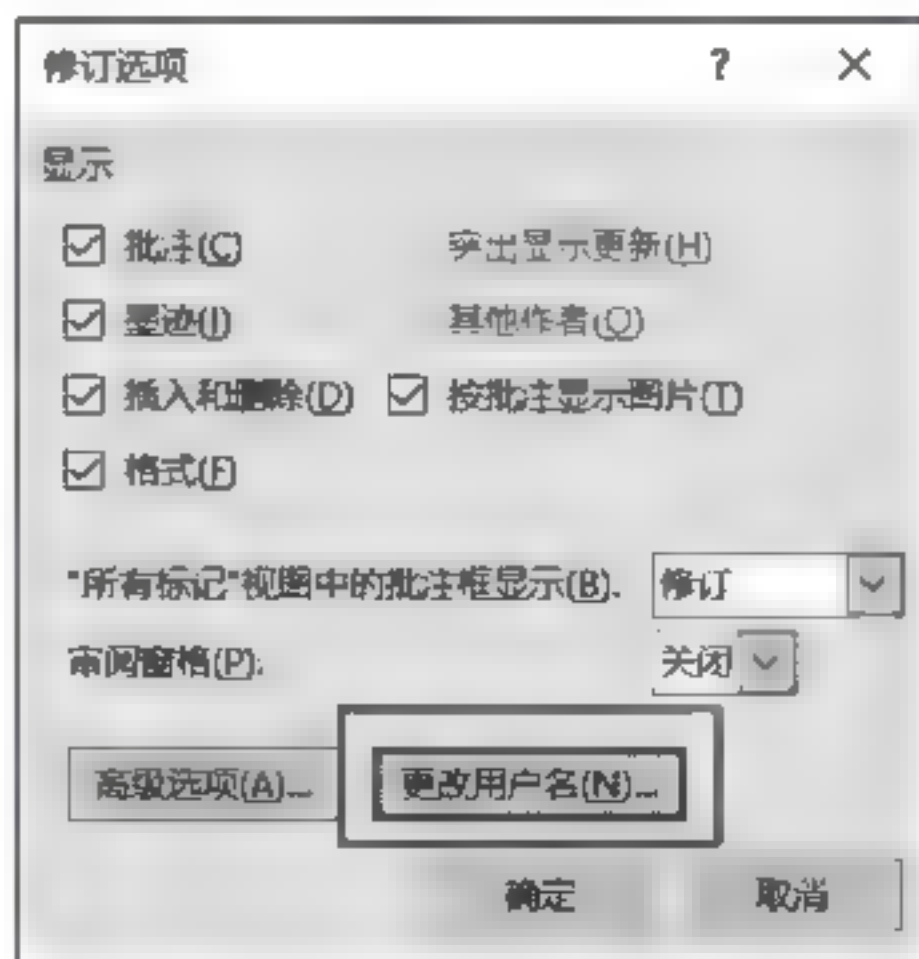 修订选项 ? ×
显示
批注(C) 突出显示更新(H)
墨迹(I) 其他作者(O)
插入和删除(D) 按批注显示图片(T)
格式(F)
"所有标记"视图中的批注框显示(B): 修订
审阅窗格(P): 关闭
高级选项(A)... 更改用户名(N)...
确定 取消